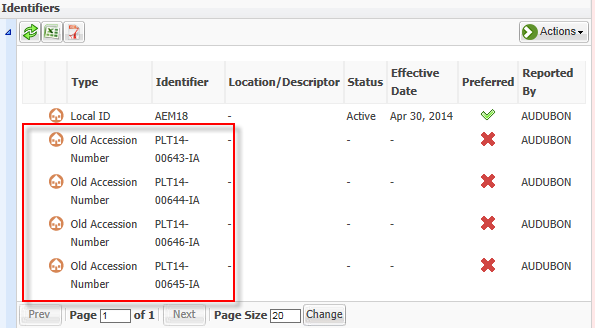 Identifiers
Actions
Type Identifier Location/Descriptor Status Effective Date Preferred Reported By
Local ID AEM18 - Active Apr 30, 2014 AUDUBON
Old Accession Number PLT14-00643-IA - - - AUDUBON
Old Accession Number PLT14-00644-IA - - - AUDUBON
Old Accession Number PLT14-00646-IA - - - AUDUBON
Old Accession Number PLT14-00645-IA - - - AUDUBON
Prev Page 1 of 1 Next Page Size 20 Change